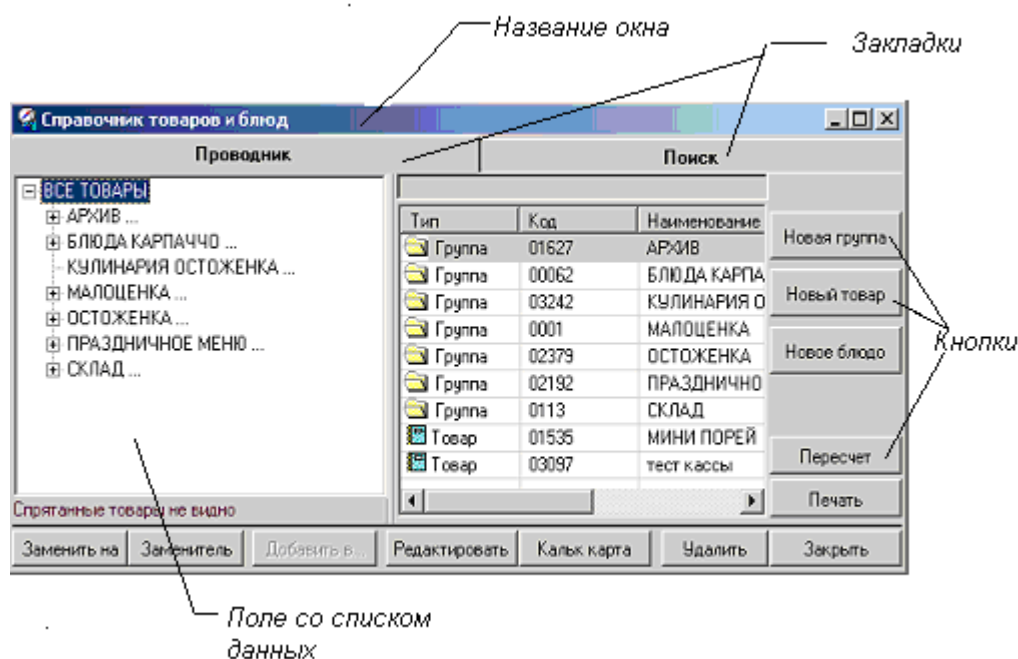 Название окна
Закладки
Справочник товаров и блюд
Проводник
Поиск
ВСЕ ТОВАРЫ
АРХИВ ...
БЛЮДА КАРПАЧЧО ...
КУЛИНАРИЯ ОСТОЖЕНКА ...
МАЛОЦЕНКА ...
ОСТОЖЕНКА ...
ПРАЗДНИЧНОЕ МЕНЮ ...
СКЛАД ...
Спрятанные товары не видно
Тип Код Наименование
Группа 01627 АРХИВ
Группа 00062 БЛЮДА КАРПА
Группа 03242 КУЛИНАРИЯ О
Группа 0001 МАЛОЦЕНКА
Группа 02379 ОСТОЖЕНКА
Группа 02192 ПРАЗДНИЧНО
Группа 0113 СКЛАД
Товар 01535 МИНИ ПОРЕЙ
Товар 03097 тест кассы
Новая группа
Новый товар
Новое блюдо
Пересчет
Печать
Кнопки
Заменить на Заменитель Добавить в... Редактировать Кальк карта Удалить Закрыть
Поле со списком
данных